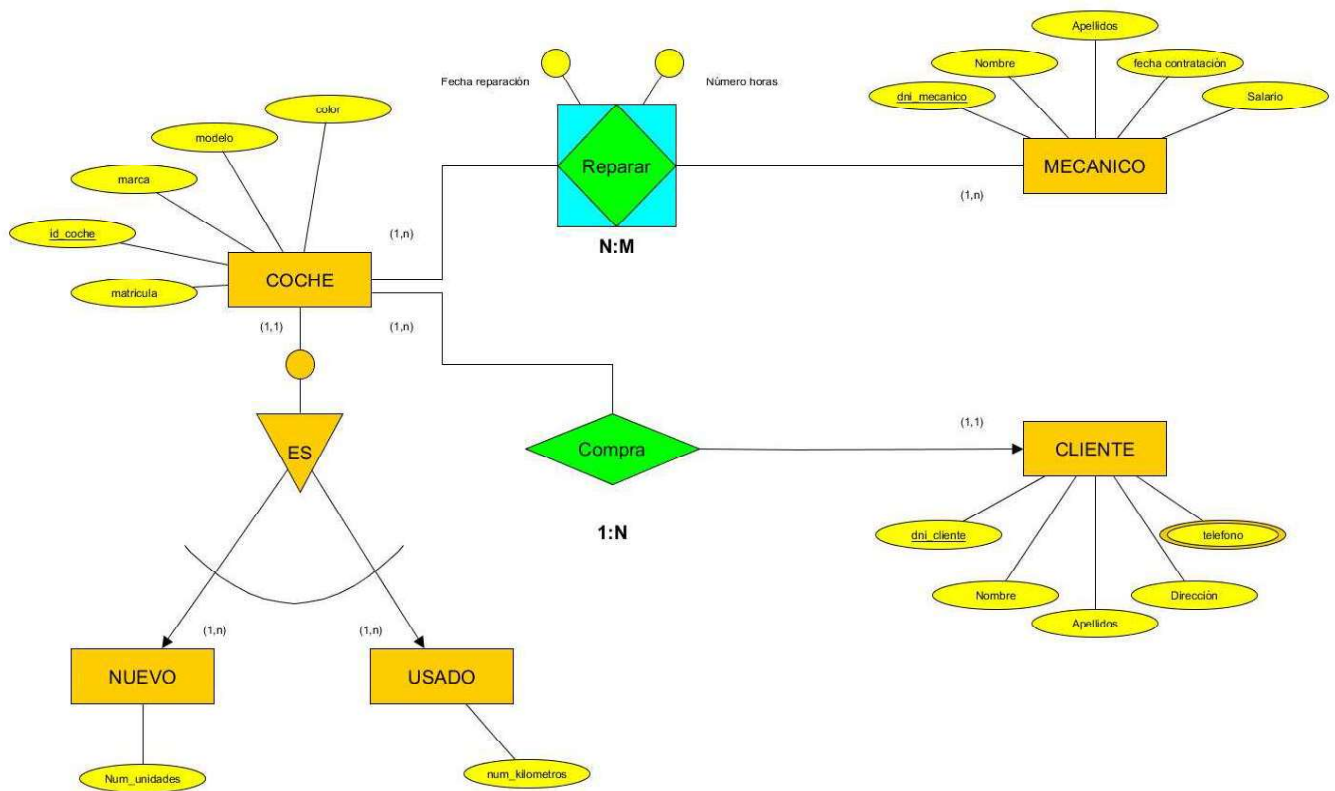 Apellidos
Nombre
fecha contratación
dni_mecanico
Salario
MECANICO
(1,n)
Fecha reparación
Número horas
Reparar
N:M
color
modelo
marca
id_coche
matricula
COCHE
(1,n)
(1,1)
(1,n)
ES
Compra
1:N
(1,1)
CLIENTE
dni_cliente
telefono
Nombre
Dirección
Apellidos
(1,n)
(1,n)
NUEVO
USADO
Num_unidades
num_kilometros